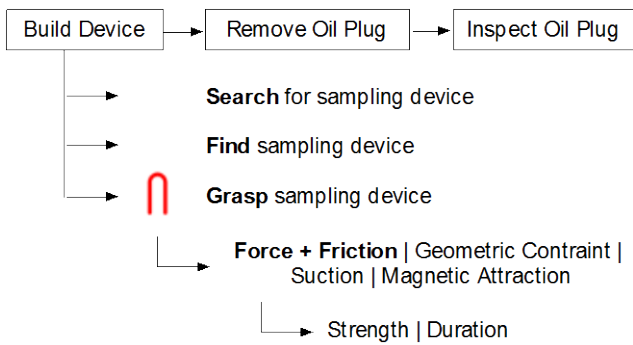 Build Device
Remove Oil Plug
Inspect Oil Plug
Search for sampling device
Find sampling device
Grasp sampling device
Force + Friction | Geometric Contraint |
Suction | Magnetic Attraction
Strength | Duration